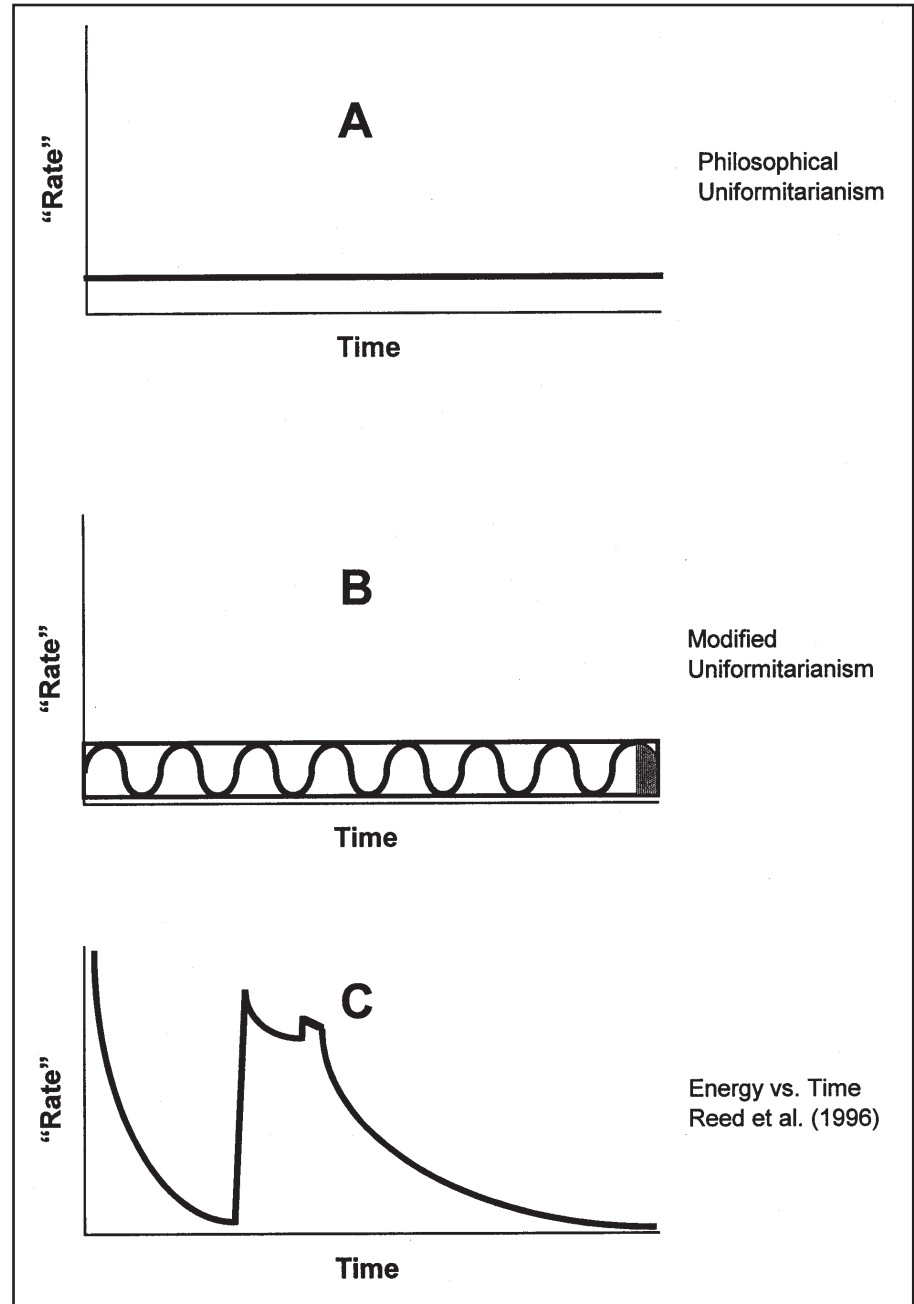 A
“Rate”
Time
Philosophical
Uniformitarianism
B
“Rate”
Time
Modified
Uniformitarianism
C
“Rate”
Time
Energy vs. Time
Reed et al. (1996)